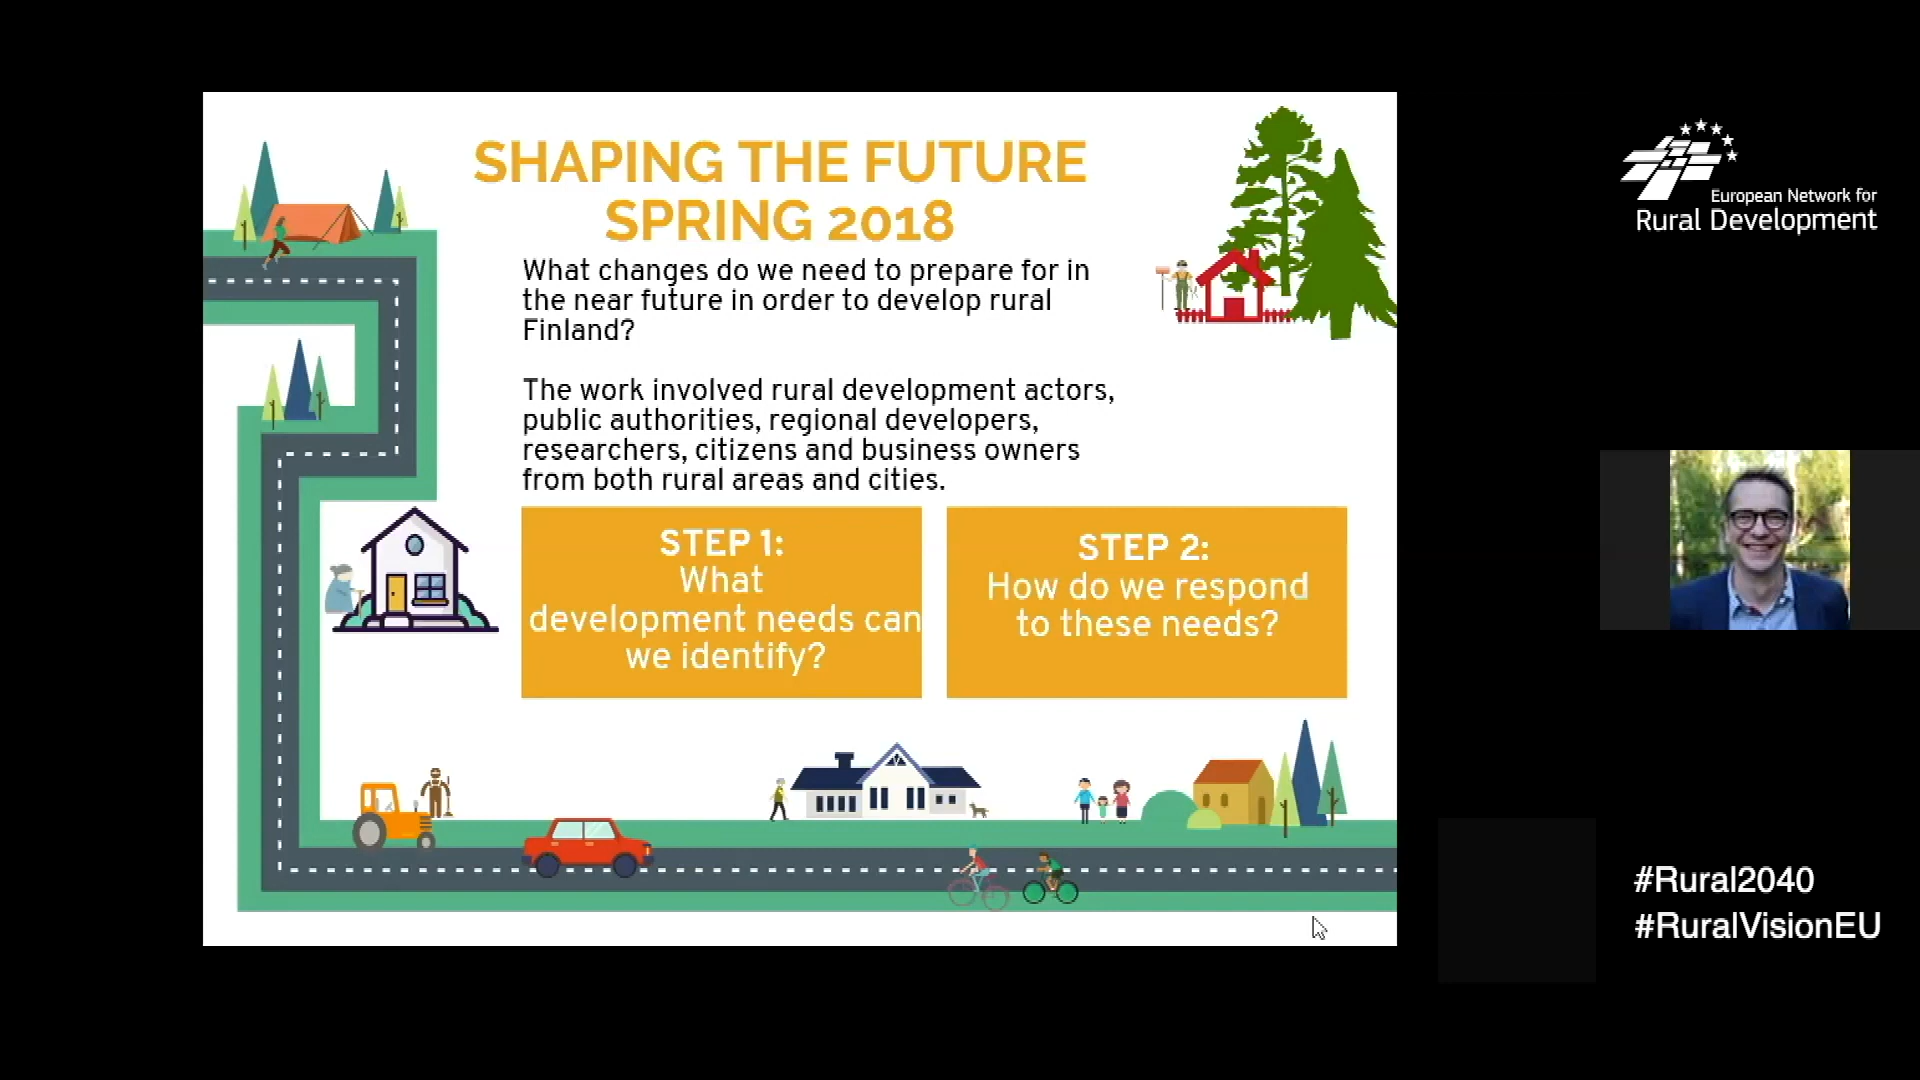 SHAPING THE FUTURE
SPRING 2018
What changes do we need to prepare for in
the near future in order to develop rural
Finland?
The work involved rural development actors,
public authorities, regional developers,
researchers, citizens and business owners
from both rural areas and cities.
STEP 1:
What
development needs can
we identify?
STEP 2:
How do we respond
to these needs?
European Network for
Rural Development
#Rural2040
#RuralVisionEU